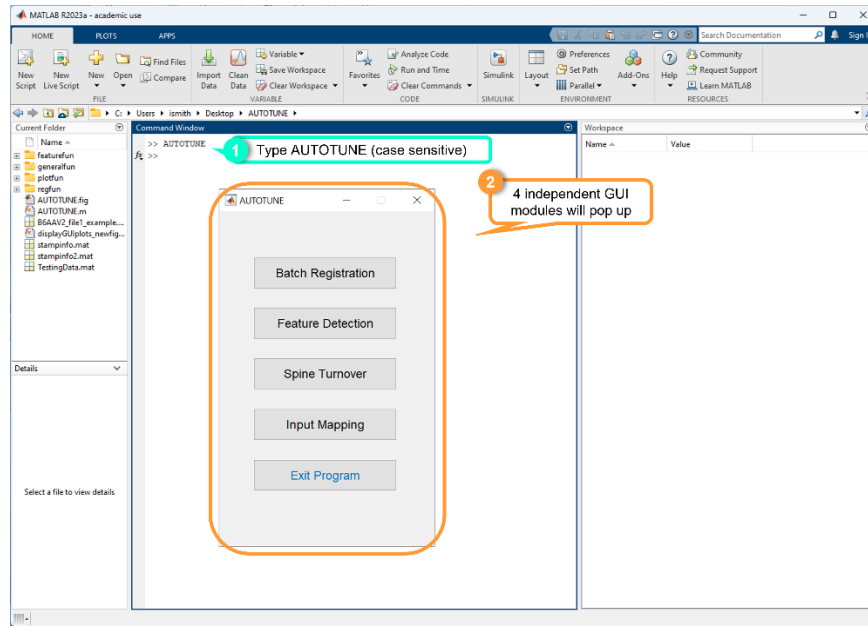 MATLAB R2023a - academic use
HOME PLOTS APPS
Search Documentation
Sign I
New Script
New Live Script
New
Open
Find Files
Compare
Import Data
Clean Data
Variable
Save Workspace
Clear Workspace
Favorites
Analyze Code
Run and Time
Clear Commands
Simulink
Layout
Preferences
Set Path
Parallel
Add-Ons
Help
Community
Request Support
Learn MATLAB
FILE VARIABLE CODE SIMULINK ENVIRONMENT RESOURCES
C: Users ismith Desktop AUTOTUNE
Current Folder
Name
featurefun
generalfun
plotfun
regfun
AUTOTUNE.fig
AUTOTUNE.m
B6AAV2_file1_example....
displayGUIplots_newfig...
stampinfo.mat
stampinfo2.mat
TestingData.mat
Details
Select a file to view details
Command Window
>> AUTOTUNE
fx >>
1 Type AUTOTUNE (case sensitive)
2 4 independent GUI
modules will pop up
AUTOTUNE
Batch Registration
Feature Detection
Spine Turnover
Input Mapping
Exit Program
Workspace
Name Value